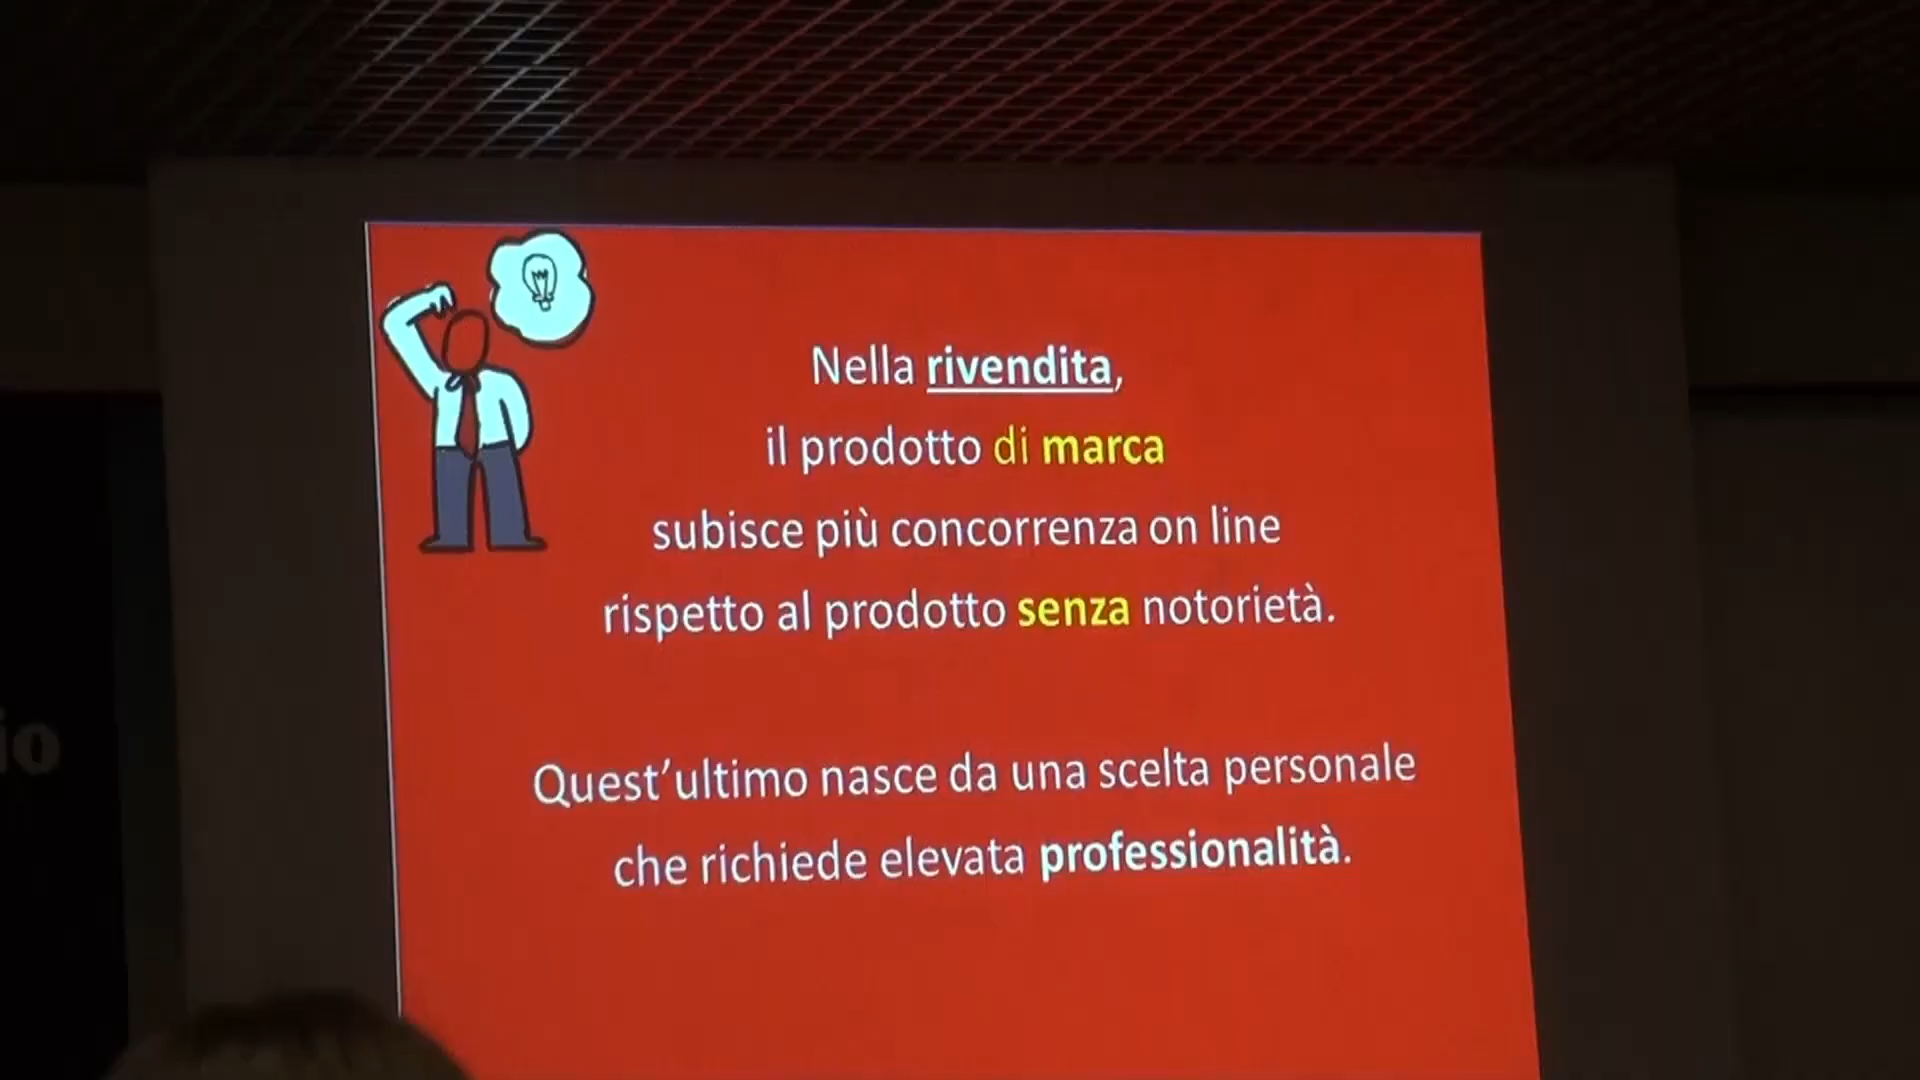 Nella rivendita,
il prodotto di marca
subisce più concorrenza on line
rispetto al prodotto senza notorietà.
Quest'ultimo nasce da una scelta personale
che richiede elevata professionalità.
io